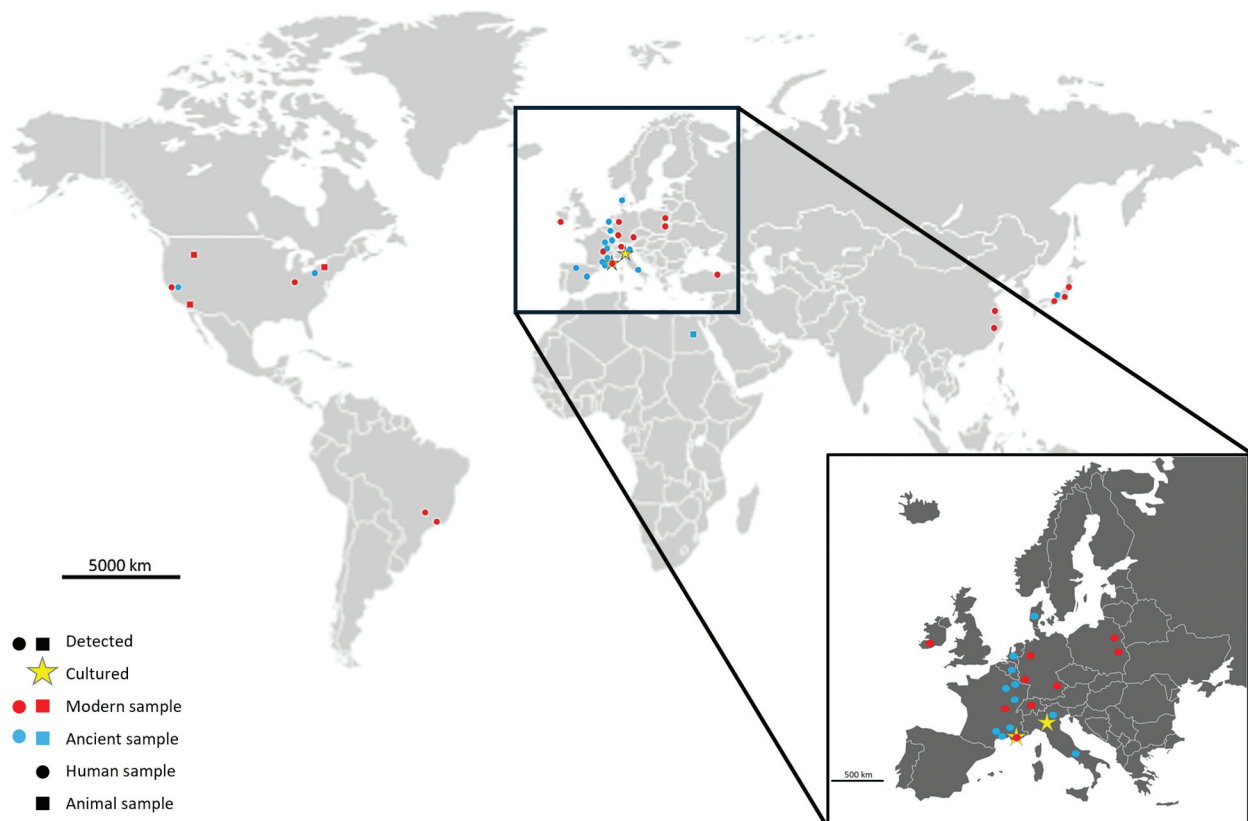 5000 km
Detected
Cultured
Modern sample
Ancient sample
Human sample
Animal sample
500 km